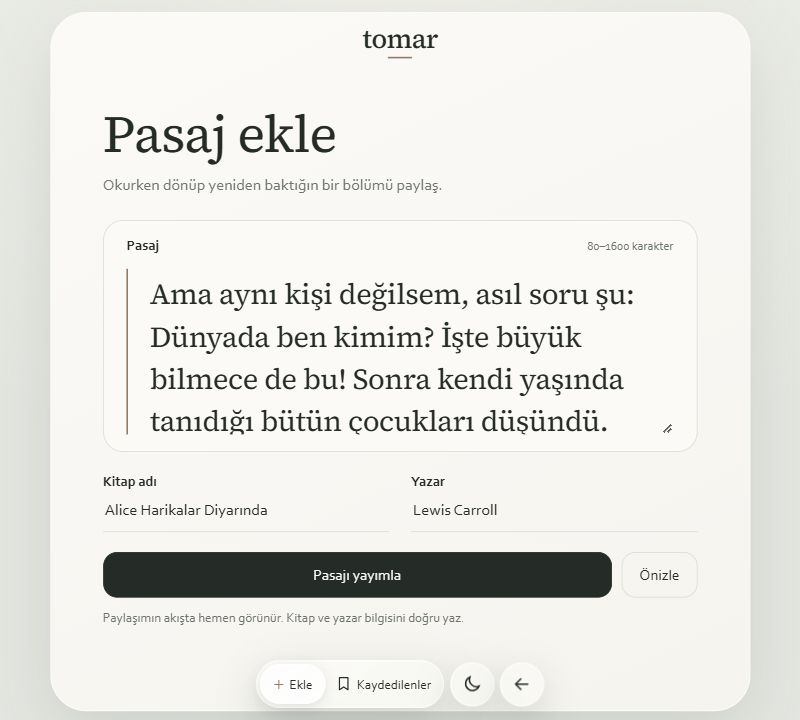 tomar
Pasaj ekle
Okurken dönüp yeniden baktığın bir bölümü paylaş.
Pasaj
80–1600 karakter
Ama aynı kişi değilsem, asıl soru şu:
Dünyada ben kimim? İşte büyük
bilmece de bu! Sonra kendi yaşında
tanıdığı bütün çocukları düşündü.
Kitap adı
Yazar
Alice Harikalar Diyarında
Lewis Carroll
Pasajı yayımla
Önizle
Paylaşımın akışta hemen görünür. Kitap ve yazar bilgisini doğru yaz.
+ Ekle
Kaydedilenler